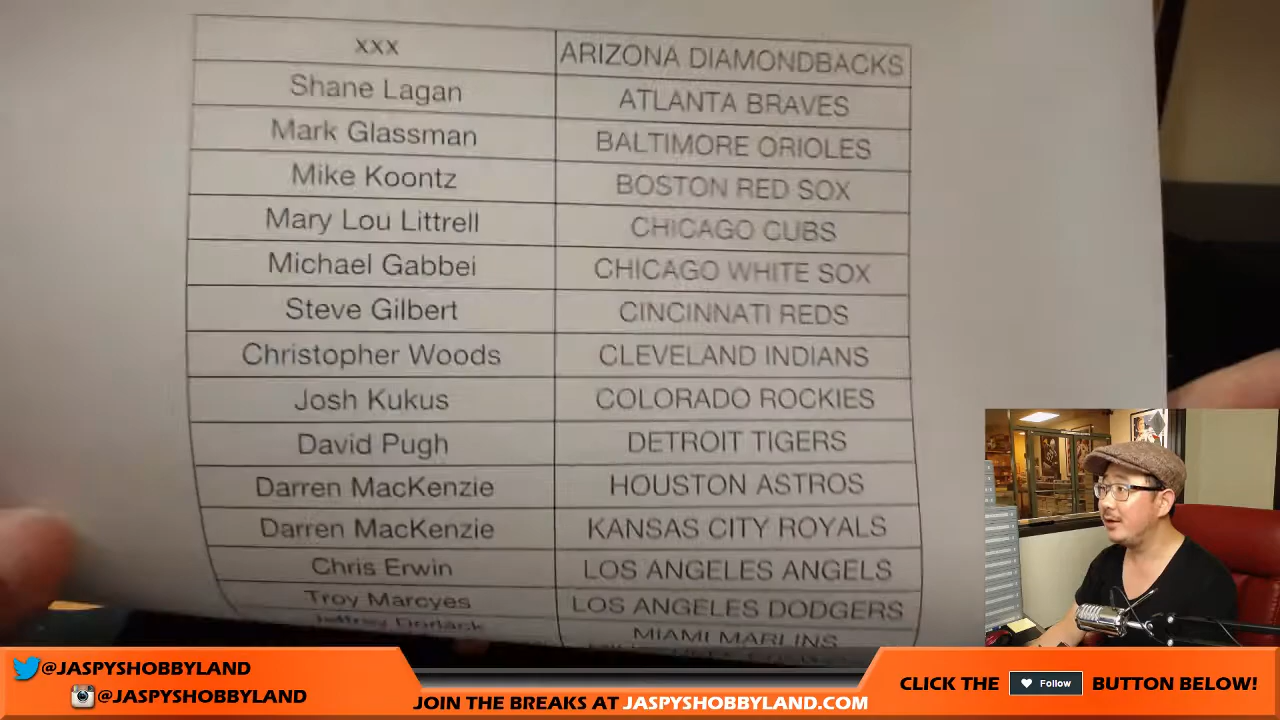 xxx ARIZONA DIAMONDBACKS
Shane Lagan ATLANTA BRAVES
Mark Glassman BALTIMORE ORIOLES
Mike Koontz BOSTON RED SOX
Mary Lou Littrell CHICAGO CUBS
Michael Gabbei CHICAGO WHITE SOX
Steve Gilbert CINCINNATI REDS
Christopher Woods CLEVELAND INDIANS
Josh Kukus COLORADO ROCKIES
David Pugh DETROIT TIGERS
Darren MacKenzie HOUSTON ASTROS
Darren MacKenzie KANSAS CITY ROYALS
Chris Erwin LOS ANGELES ANGELS
Troy Marcyes LOS ANGELES DODGERS
Jeffrey MIAMI MARLINS
@JASPYSHOBBYLAND
@JASPYSHOBBYLAND
JOIN THE BREAKS AT JASPYSHOBBYLAND.COM
CLICK THE Follow BUTTON BELOW!